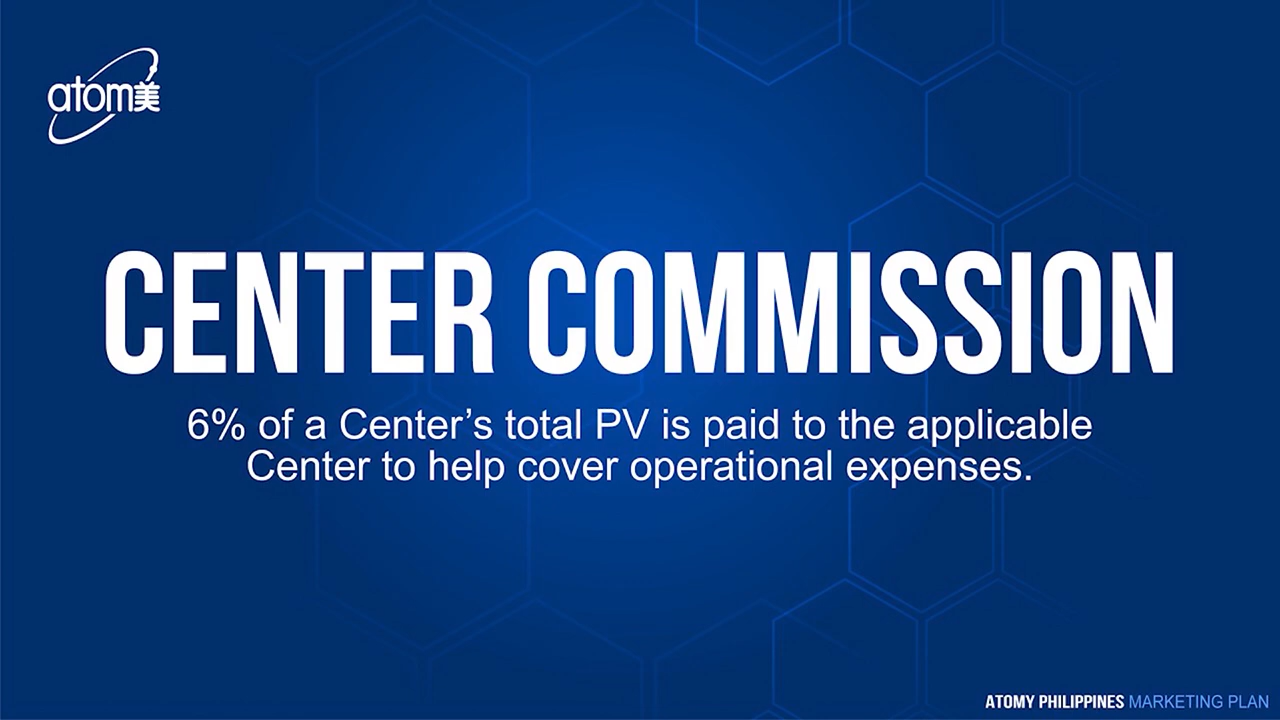 atom美
CENTER COMMISSION
6% of a Center’s total PV is paid to the applicable
Center to help cover operational expenses.
ATOMY PHILIPPINES MARKETING PLAN